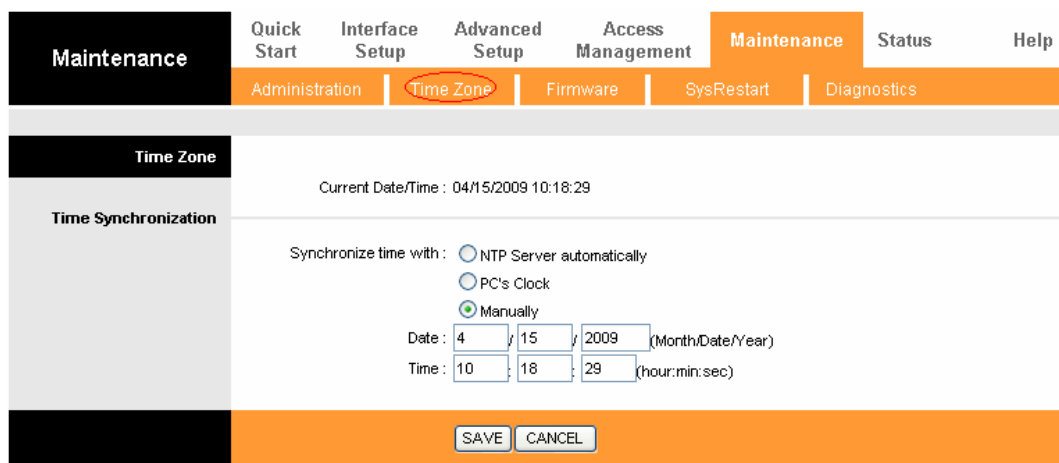 Maintenance
Quick Start
Interface Setup
Advanced Setup
Access Management
Maintenance
Status
Help
Administration
Time Zone
Firmware
SysRestart
Diagnostics
Time Zone
Current Date/Time : 04/15/2009 10:18:29
Time Synchronization
Synchronize time with : NTP Server automatically
PC's Clock
Manually
Date : 4 / 15 / 2009 (Month/Date/Year)
Time : 10 : 18 : 29 (hour:min:sec)
SAVE CANCEL